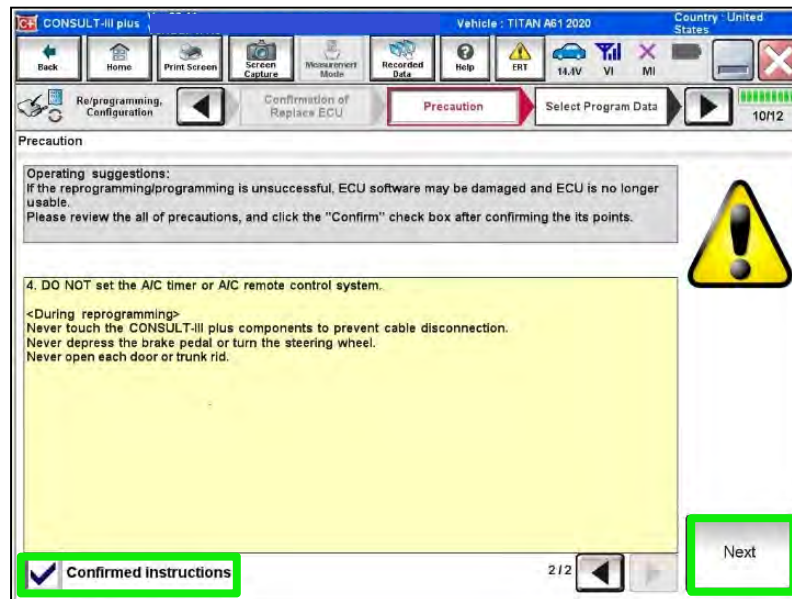 CONSULT-III plus
Vehicle : TITAN A61 2020
Country : United States
Back
Home
Print Screen
Screen Capture
Measurement Mode
Recorded Data
Help
ERT
14.4V
VI
MI
Re/programming, Configuration
Confirmation of Replace ECU
Precaution
Select Program Data
10/12
Precaution
Operating suggestions:
If the reprogramming/programming is unsuccessful, ECU software may be damaged and ECU is no longer
usable.
Please review the all of precautions, and click the "Confirm" check box after confirming the its points.
4. DO NOT set the A/C timer or A/C remote control system.
<During reprogramming>
Never touch the CONSULT-III plus components to prevent cable disconnection.
Never depress the brake pedal or turn the steering wheel.
Never open each door or trunk rid.
Confirmed instructions
2/2
Next